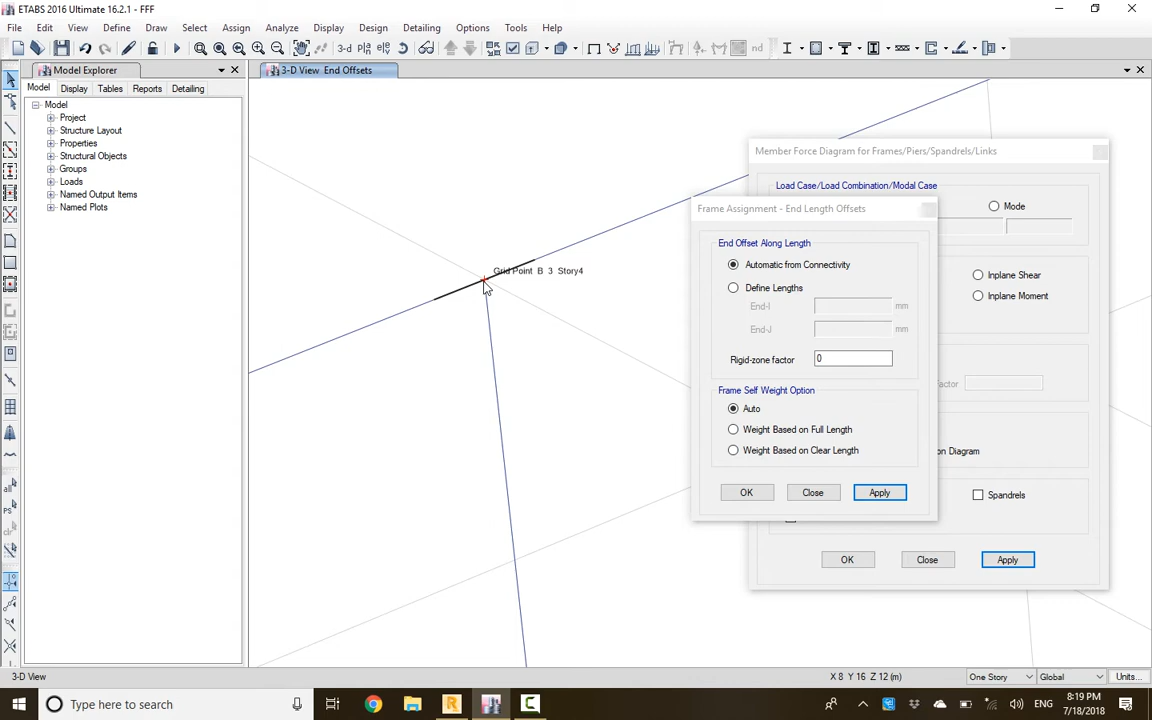 ETABS 2016 Ultimate 16.2.1 - FFF
File Edit View Define Draw Select Assign Analyze Display Design Detailing Options Tools Help
3-d nd
Model Explorer
3-D View End Offsets
Model Display Tables Reports Detailing
Model
Project
Structure Layout
Properties
Structural Objects
Groups
Loads
Named Output Items
Named Plots
all
PS
clr
Grid Point B 3 Story4
Member Force Diagram for Frames/Piers/Spandrels/Links
Load Case/Load Combination/Modal Case
Mode
Inplane Shear
Inplane Moment
Factor
on Diagram
Spandrels
OK Close Apply
Frame Assignment - End Length Offsets
End Offset Along Length
Automatic from Connectivity
Define Lengths
End-I mm
End-J mm
Rigid-zone factor 0
Frame Self Weight Option
Auto
Weight Based on Full Length
Weight Based on Clear Length
OK Close Apply
3-D View
X 8 Y 16 Z 12 (m)
One Story Global Units...
Type here to search
ENG
8:19 PM
7/18/2018